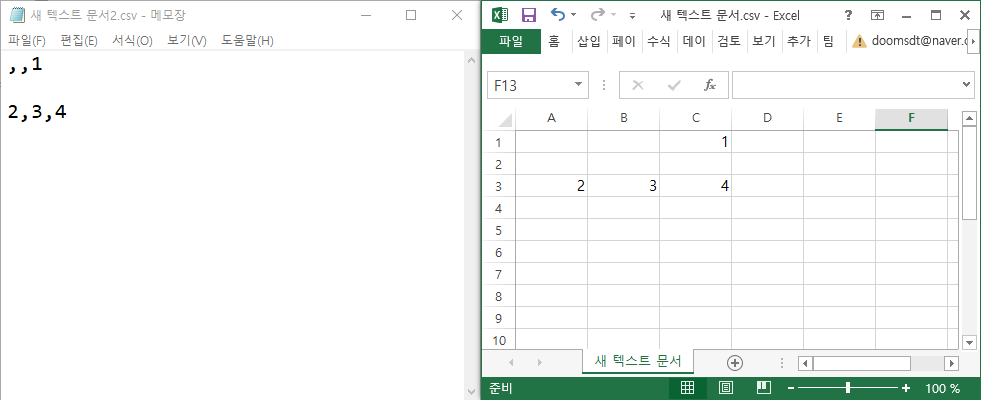 새 텍스트 문서2.csv - 메모장
파일(F) 편집(E) 서식(O) 보기(V) 도움말(H)
,,1
2,3,4
새 텍스트 문서.csv - Excel
파일 홈 삽입 페이 수식 데이 검토 보기 추가 팀 doomsdt@naver.c
F13 fx
A B C D E F
1 1
2
3 2 3 4
4
5
6
7
8
9
10
새 텍스트 문서
준비 100 %